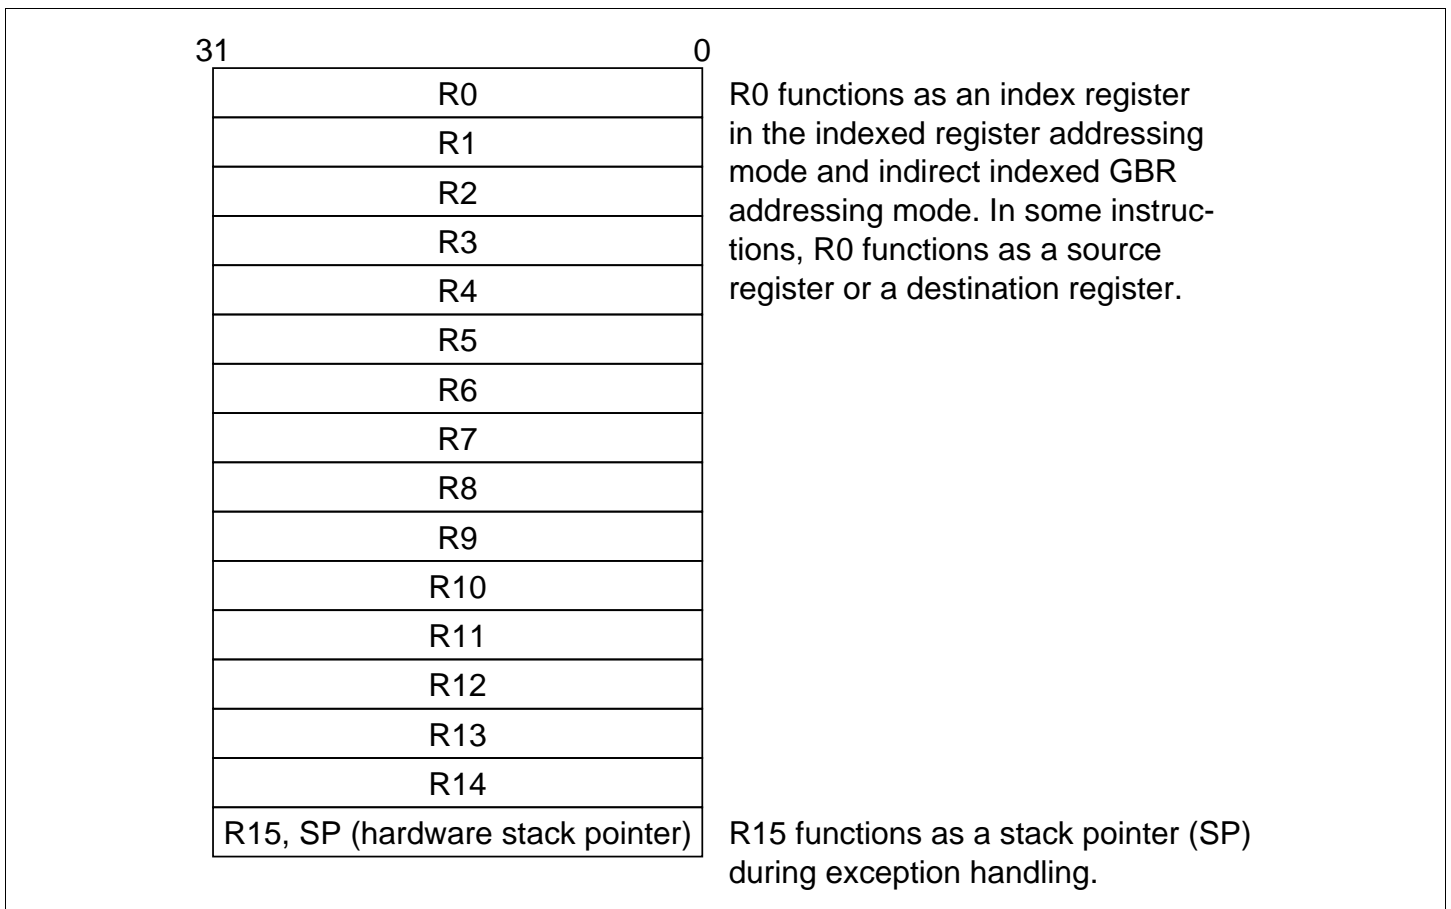 31 0
R0
R1
R2
R3
R4
R5
R6
R7
R8
R9
R10
R11
R12
R13
R14
R15, SP (hardware stack pointer)
R0 functions as an index register
in the indexed register addressing
mode and indirect indexed GBR
addressing mode. In some instruc-
tions, R0 functions as a source
register or a destination register.
R15 functions as a stack pointer (SP)
during exception handling.